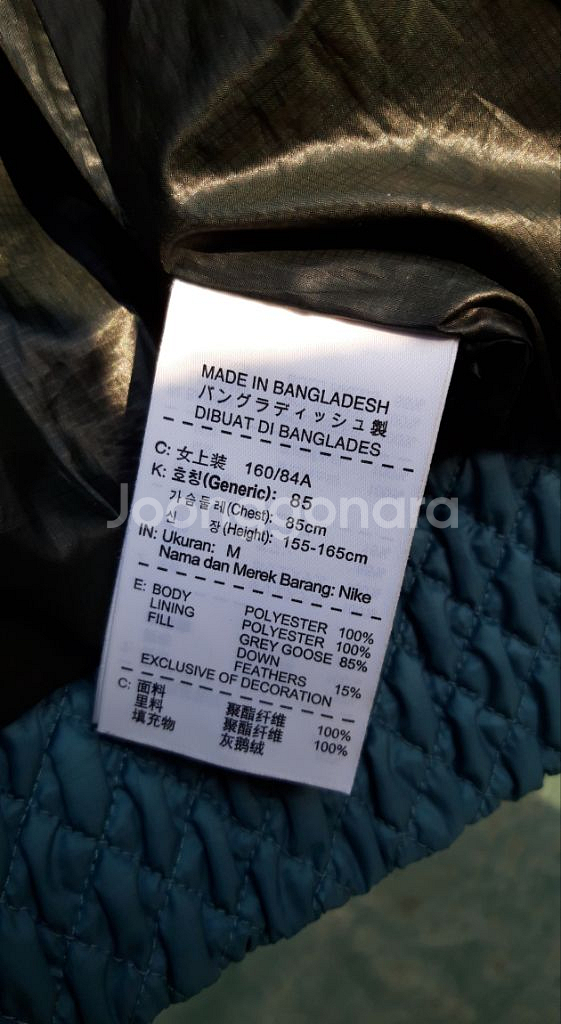 MADE IN BANGLADESH
バングラディッシュ製
DIBUAT DI BANGLADES
C: 女上装 160/84A
K: 호칭(Generic): 85
가슴둘레(Chest): 85cm
신 장(Height): 155-165cm
IN: Ukuran: M
Nama dan Merek Barang: Nike
E: BODY POLYESTER 100%
LINING POLYESTER 100%
FILL GREY GOOSE 85%
DOWN
FEATHERS 15%
EXCLUSIVE OF DECORATION
C: 面料 聚酯纤维 100%
里料 聚酯纤维 100%
填充物 灰鹅绒
Joonggonara